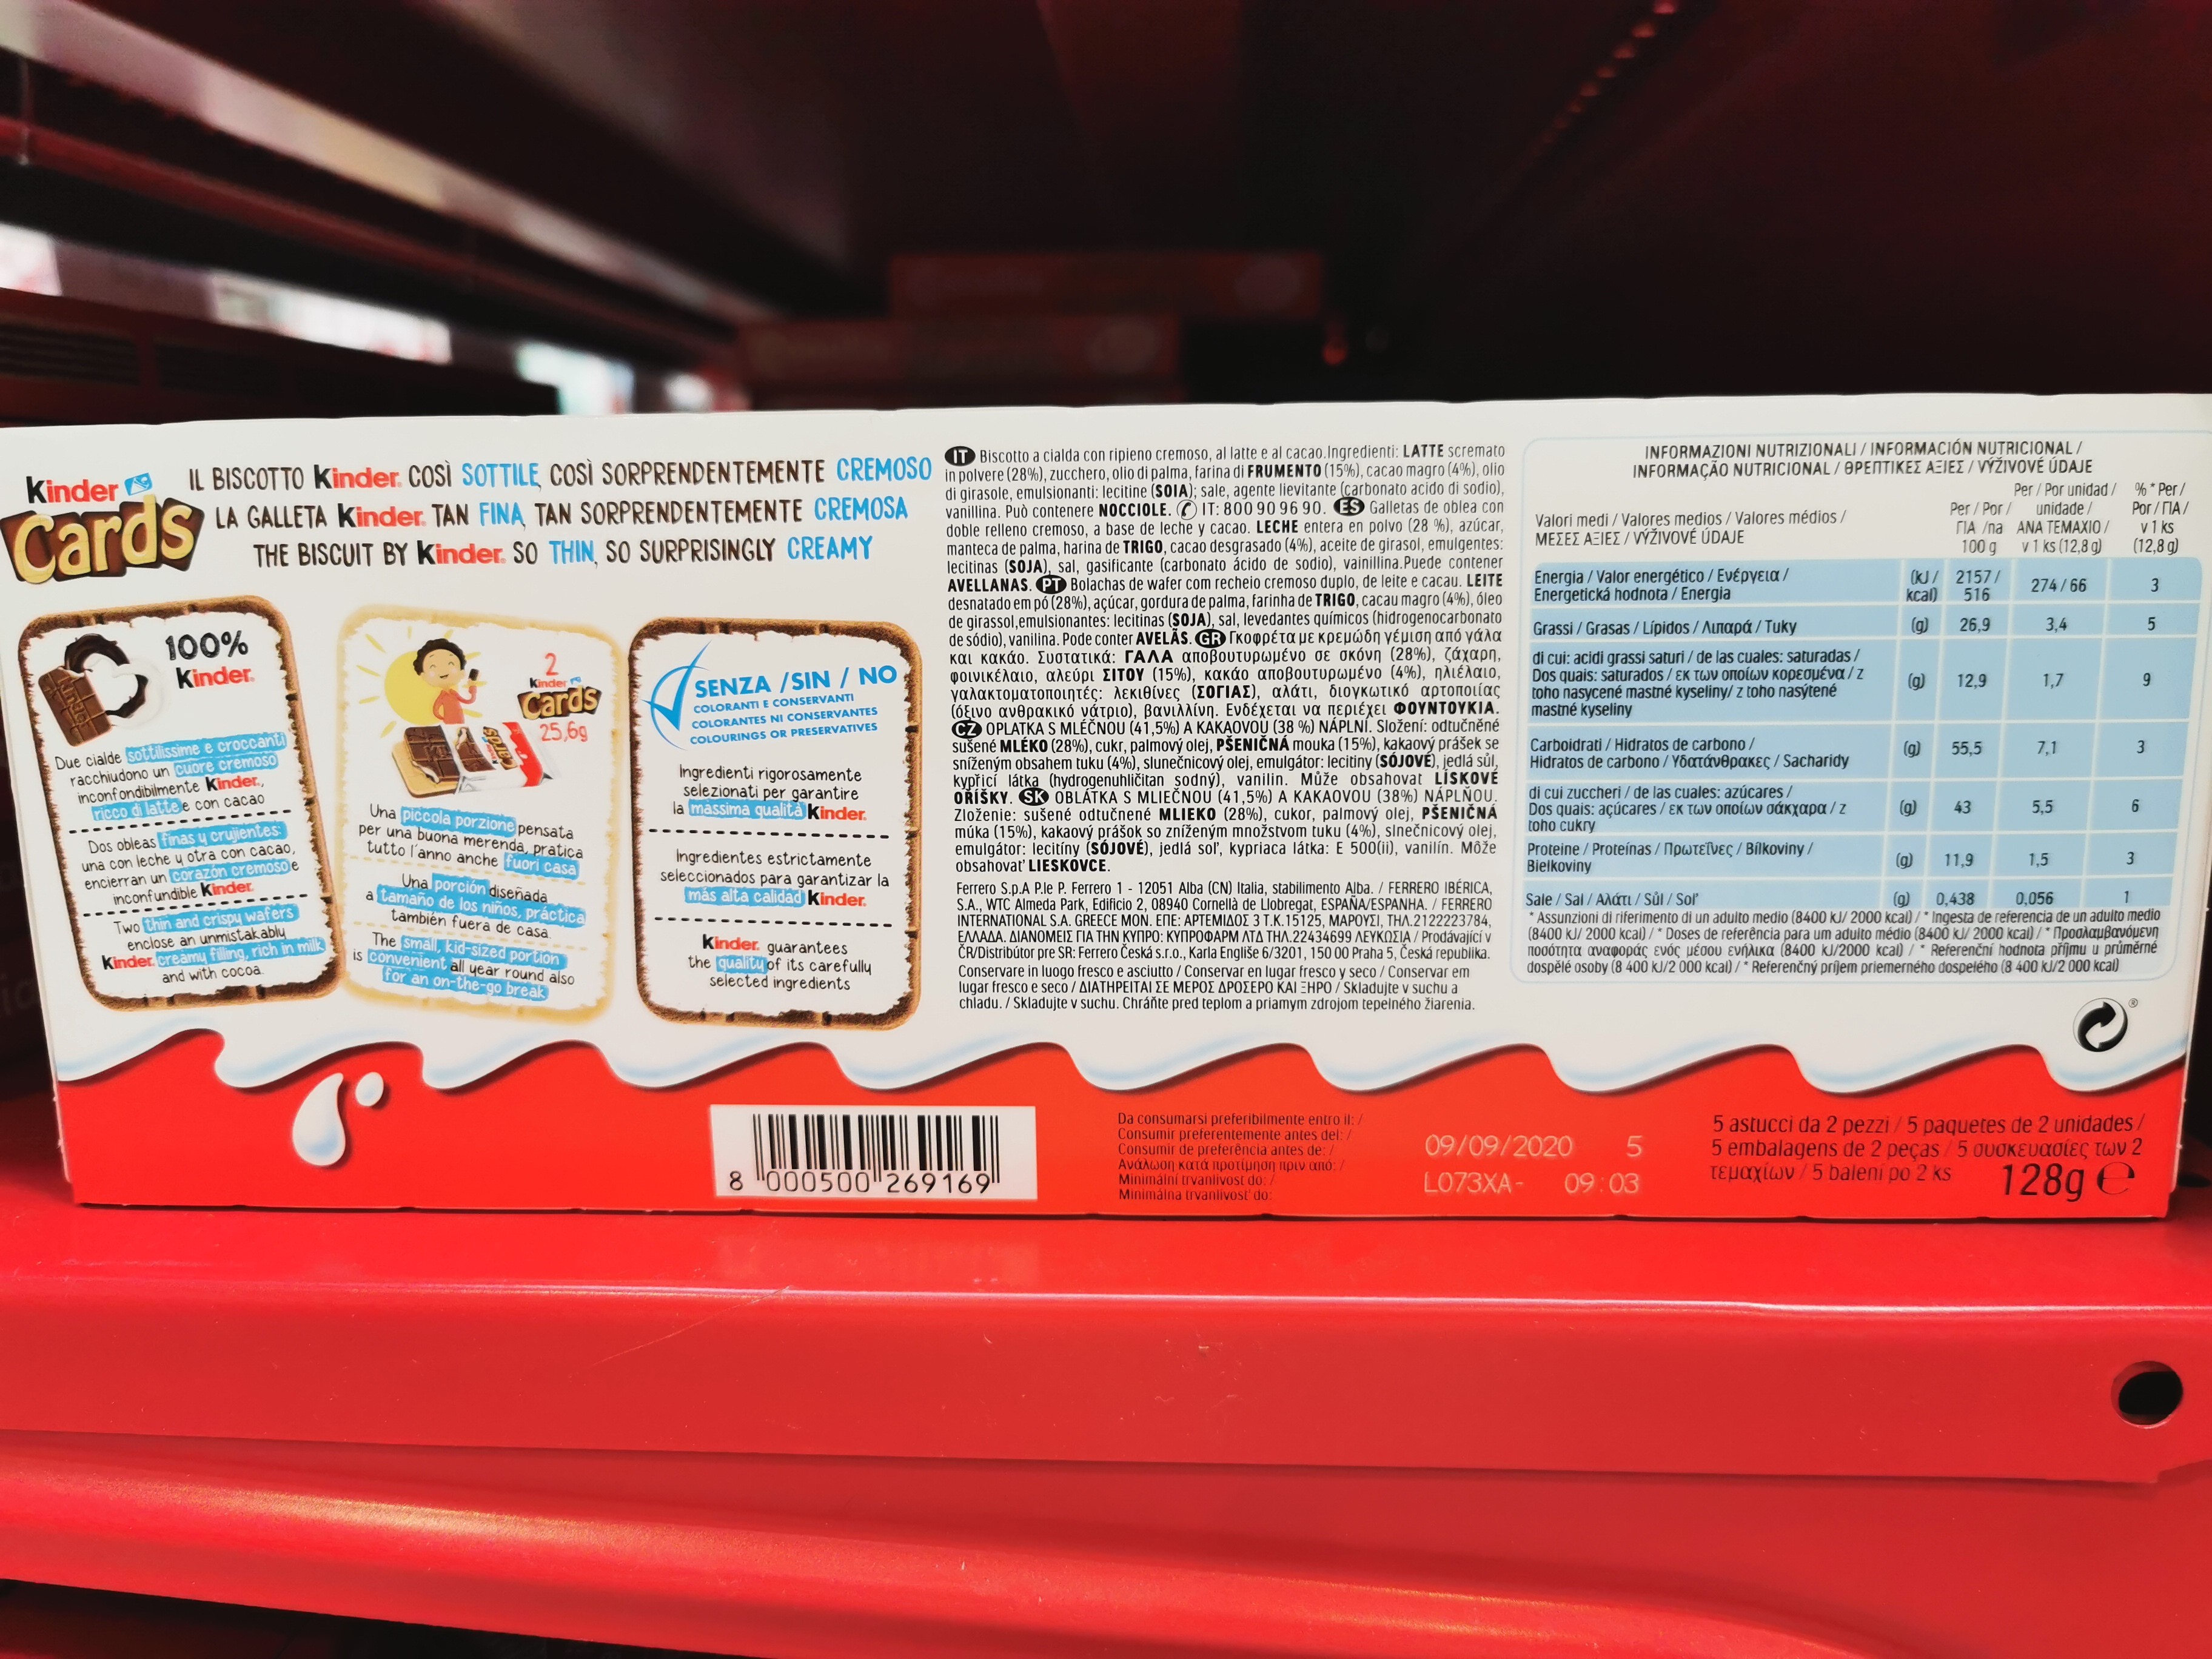 Kinder
Cards
IL BISCOTTO Kinder. COSÌ SOTTILE, COSÌ SORPRENDENTEMENTE CREMOSO
LA GALLETA Kinder. TAN FINA, TAN SORPRENDENTEMENTE CREMOSA
THE BISCUIT BY Kinder. SO THIN, SO SURPRISINGLY CREAMY
100%
Kinder.
Due cialde sottilissime e croccanti
racchiudono un cuore cremoso
inconfondibilmente Kinder.,
ricco di latte e con cacao
Dos obleas finas y crujientes:
una con leche y otra con cacao,
encierran un corazón cremoso e
inconfundible Kinder.
Two thin and crispy wafers
enclose an unmistakably
Kinder. creamy filling, rich in milk
and with cocoa.
2
Kinder
Cards
25,6g
Una piccola porzione pensata
per una buona merenda, pratica
tutto l'anno anche fuori casa
Una porción diseñada
a tamaño de los niños, práctica
también fuera de casa.
The small, kid-sized portion
is convenient all year round also
for an on-the-go break
SENZA / SIN / NO
COLORANTI E CONSERVANTI
COLORANTES NI CONSERVANTES
COLOURINGS OR PRESERVATIVES
Ingredienti rigorosamente
selezionati per garantire
la massima qualità Kinder.
Ingredientes estrictamente
seleccionados para garantizar la
más alta calidad Kinder.
Kinder. guarantees
the quality of its carefully
selected ingredients
IT Biscotto a cialda con ripieno cremoso, al latte e al cacao.Ingredienti: LATTE scremato
in polvere (28%), zucchero, olio di palma, farina di FRUMENTO (15%), cacao magro (4%), olio
di girasole, emulsionanti: lecitine (SOIA); sale, agente lievitante (carbonato acido di sodio),
vanillina. Può contenere NOCCIOLE. IT: 800 90 96 90. ES Galletas de oblea con
doble relleno cremoso, a base de leche y cacao. LECHE entera en polvo (28 %), azúcar,
manteca de palma, harina de TRIGO, cacao desgrasado (4%), aceite de girasol, emulgentes:
lecitinas (SOJA), sal, gasificante (carbonato ácido de sodio), vainillina.Puede contener
AVELLANAS. PT Bolachas de wafer com recheio cremoso duplo, de leite e cacau. LEITE
desnatado em pó (28%), açúcar, gordura de palma, farinha de TRIGO, cacau magro (4%), óleo
de girassol,emulsionantes: lecitinas (SOJA), sal, levedantes químicos (hidrogenocarbonato
de sódio), vanilina. Pode conter AVELÃS. GR Γκοφρέτα με κρεμώδη γέμιση από γάλα
και κακάο. Συστατικά: ΓΑΛΑ αποβουτυρωμένο σε σκόνη (28%), ζάχαρη,
φοινικέλαιο, αλεύρι ΣΙΤΟΥ (15%), κακάο αποβουτυρωμένο (4%), ηλιέλαιο,
γαλακτοματοποιητές: λεκιθίνες (ΣΟΓΙΑΣ), αλάτι, διογκωτικό αρτοποιίας
(όξινο ανθρακικό νάτριο), βανιλλίνη. Ενδέχεται να περιέχει ΦΟΥΝΤΟΥΚΙΑ.
CZ OPLATKA S MLÉČNOU (41,5%) A KAKAOVOU (38 %) NÁPLNÍ. Složení: odtučněné
sušené MLÉKO (28%), cukr, palmový olej, PŠENIČNÁ mouka (15%), kakaový prášek se
sníženým obsahem tuku (4%), slunečnicový olej, emulgátor: lecitiny (SÓJOVÉ), jedlá sůl,
kypřicí látka (hydrogenuhličitan sodný), vanilin. Může obsahovat LÍSKOVÉ
OŘÍŠKY. SK OBLÁTKA S MLIEČNOU (41,5%) A KAKAOVOU (38%) NÁPLŇOU.
Zloženie: sušené odtučnené MLIEKO (28%), cukor, palmový olej, PŠENIČNÁ
múka (15%), kakaový prášok so zníženým množstvom tuku (4%), slnečnicový olej,
emulgátor: lecitíny (SÓJOVÉ), jedlá soľ, kypriaca látka: E 500(ii), vanilín. Môže
obsahovať LIESKOVCE.
Ferrero S.p.A P.le P. Ferrero 1 - 12051 Alba (CN) Italia, stabilimento Alba. / FERRERO IBÉRICA,
S.A., WTC Almeda Park, Edificio 2, 08940 Cornellà de Llobregat, ESPAÑA/ESPANHA. / FERRERO
INTERNATIONAL S.A. GREECE ΜΟΝ. ΕΠΕ: ΑΡΤΕΜΙΔΟΣ 3 Τ.Κ.15125, ΜΑΡΟΥΣΙ, ΤΗΛ.2122223784,
ΕΛΛΑΔΑ. ΔΙΑΝΟΜΕΙΣ ΓΙΑ ΤΗΝ ΚΥΠΡΟ: ΚΥΠΡΟΦΑΡΜ ΛΤΔ ΤΗΛ.22434699 ΛΕΥΚΩΣΙΑ / Prodávající v
ČR/Distribútor pre SR: Ferrero Česká s.r.o., Karla Engliše 6/3201, 150 00 Praha 5, Česká republika.
Conservare in luogo fresco e asciutto / Conservar en lugar fresco y seco / Conservar em
lugar fresco e seco / ΔΙΑΤΗΡΕΙΤΑΙ ΣΕ ΜΕΡΟΣ ΔΡΟΣΕΡΟ ΚΑΙ ΞΗΡΟ / Skladujte v suchu a
chladu. / Skladujte v suchu. Chráňte pred teplom a priamym zdrojom tepelného žiarenia.
INFORMAZIONI NUTRIZIONALI / INFORMACIÓN NUTRICIONAL /
INFORMAÇÃO NUTRICIONAL / ΘΡΕΠΤΙΚΕΣ ΑΞΙΕΣ / VÝŽIVOVÉ ÚDAJE
Valori medi / Valores medios / Valores médios /
ΜΕΣΕΣ ΑΞΙΕΣ / VÝŽIVOVÉ ÚDAJE
Per / Por /
ΓΙΑ /na
100 g
Per / Por unidad /
unidade /
ΑΝΑ ΤΕΜΑΧΙΟ /
v 1 ks (12,8 g)
% * Per /
Por / ΓΙΑ /
v 1 ks
(12,8 g)
Energia / Valor energético / Ενέργεια /
Energetická hodnota / Energia
(kJ / kcal) 2157 / 516 274 / 66 3
Grassi / Grasas / Lípidos / Λιπαρά / Tuky (g) 26,9 3,4 5
di cui: acidi grassi saturi / de las cuales: saturadas /
Dos quais: saturados / εκ των οποίων κορεσμένα / z
toho nasycené mastné kyseliny/ z toho nasýtené
mastné kyseliny
(g) 12,9 1,7 9
Carboidrati / Hidratos de carbono /
Hidratos de carbono / Υδατάνθρακες / Sacharidy
(g) 55,5 7,1 3
di cui zuccheri / de las cuales: azúcares /
Dos quais: açúcares / εκ των οποίων σάκχαρα / z
toho cukry
(g) 43 5,5 6
Proteine / Proteínas / Πρωτεΐνες / Bílkoviny /
Bielkoviny
(g) 11,9 1,5 3
Sale / Sal / Αλάτι / Sůl / Soľ (g) 0,438 0,056 1
* Assunzioni di riferimento di un adulto medio (8400 kJ/ 2000 kcal) / * Ingesta de referencia de un adulto medio
(8400 kJ/ 2000 kcal) / * Doses de referência para um adulto médio (8400 kJ/ 2000 kcal) / * Προσλαμβανόμενη
ποσότητα αναφοράς ενός μέσου ενήλικα (8400 kJ/2000 kcal) / * Referenční hodnota příjmu u průměrné
dospělé osoby (8 400 kJ/2 000 kcal) / * Referenčný príjem priemerného dospelého (8 400 kJ/2 000 kcal)
®
8 000500 269169
Da consumarsi preferibilmente entro il: /
Consumir preferentemente antes del: /
Consumir de preferência antes de: /
Ανάλωση κατά προτίμηση πριν από: /
Minimální trvanlivost do: /
Minimálna trvanlivosť do:
09/09/2020 5
L073XA- 09:03
5 astucci da 2 pezzi / 5 paquetes de 2 unidades /
5 embalagens de 2 peças / 5 συσκευασίες των 2
τεμαχίων / 5 balení po 2 ks
128g e